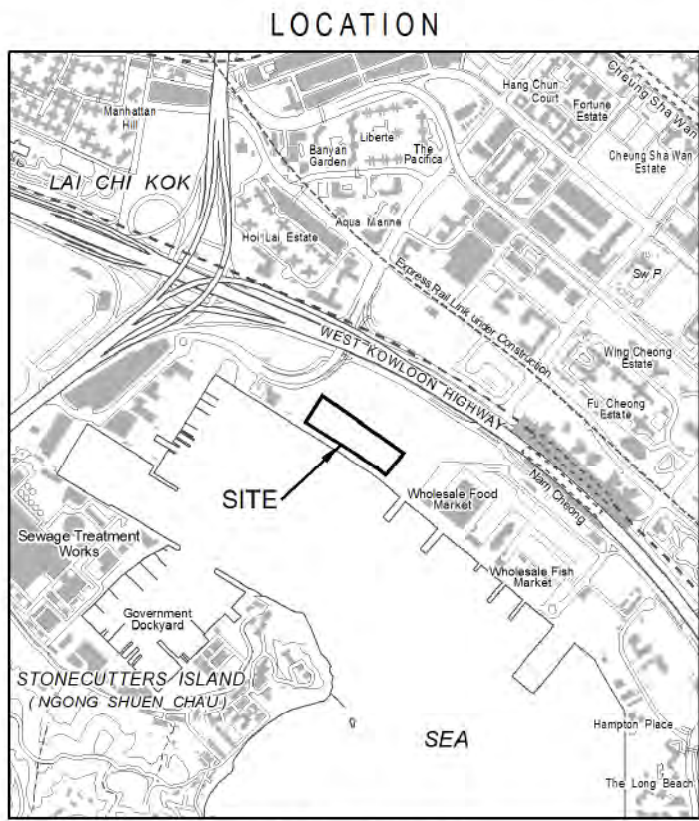 LOCATION
Cheung Sha Wan
Hang Chun
Court
Fortune
Estate
Manhattan
Hill
Liberte
Banyan
Garden
The
Pacifica
Cheung Sha Wan
Estate
LAI CHI KOK
Aqua Marine
Hoi Lai Estate
Sw P
Express Rail Link under Construction
WEST KOWLOON HIGHWAY
Wing Cheong
Estate
Fu Cheong
Estate
SITE
Nam Cheong
Wholesale Food
Market
Sewage Treatment
Works
Wholesale Fish
Market
Government
Dockyard
STONECUTTERS ISLAND
( NGONG SHUEN CHAU )
Hampton Place
SEA
The Long Beach